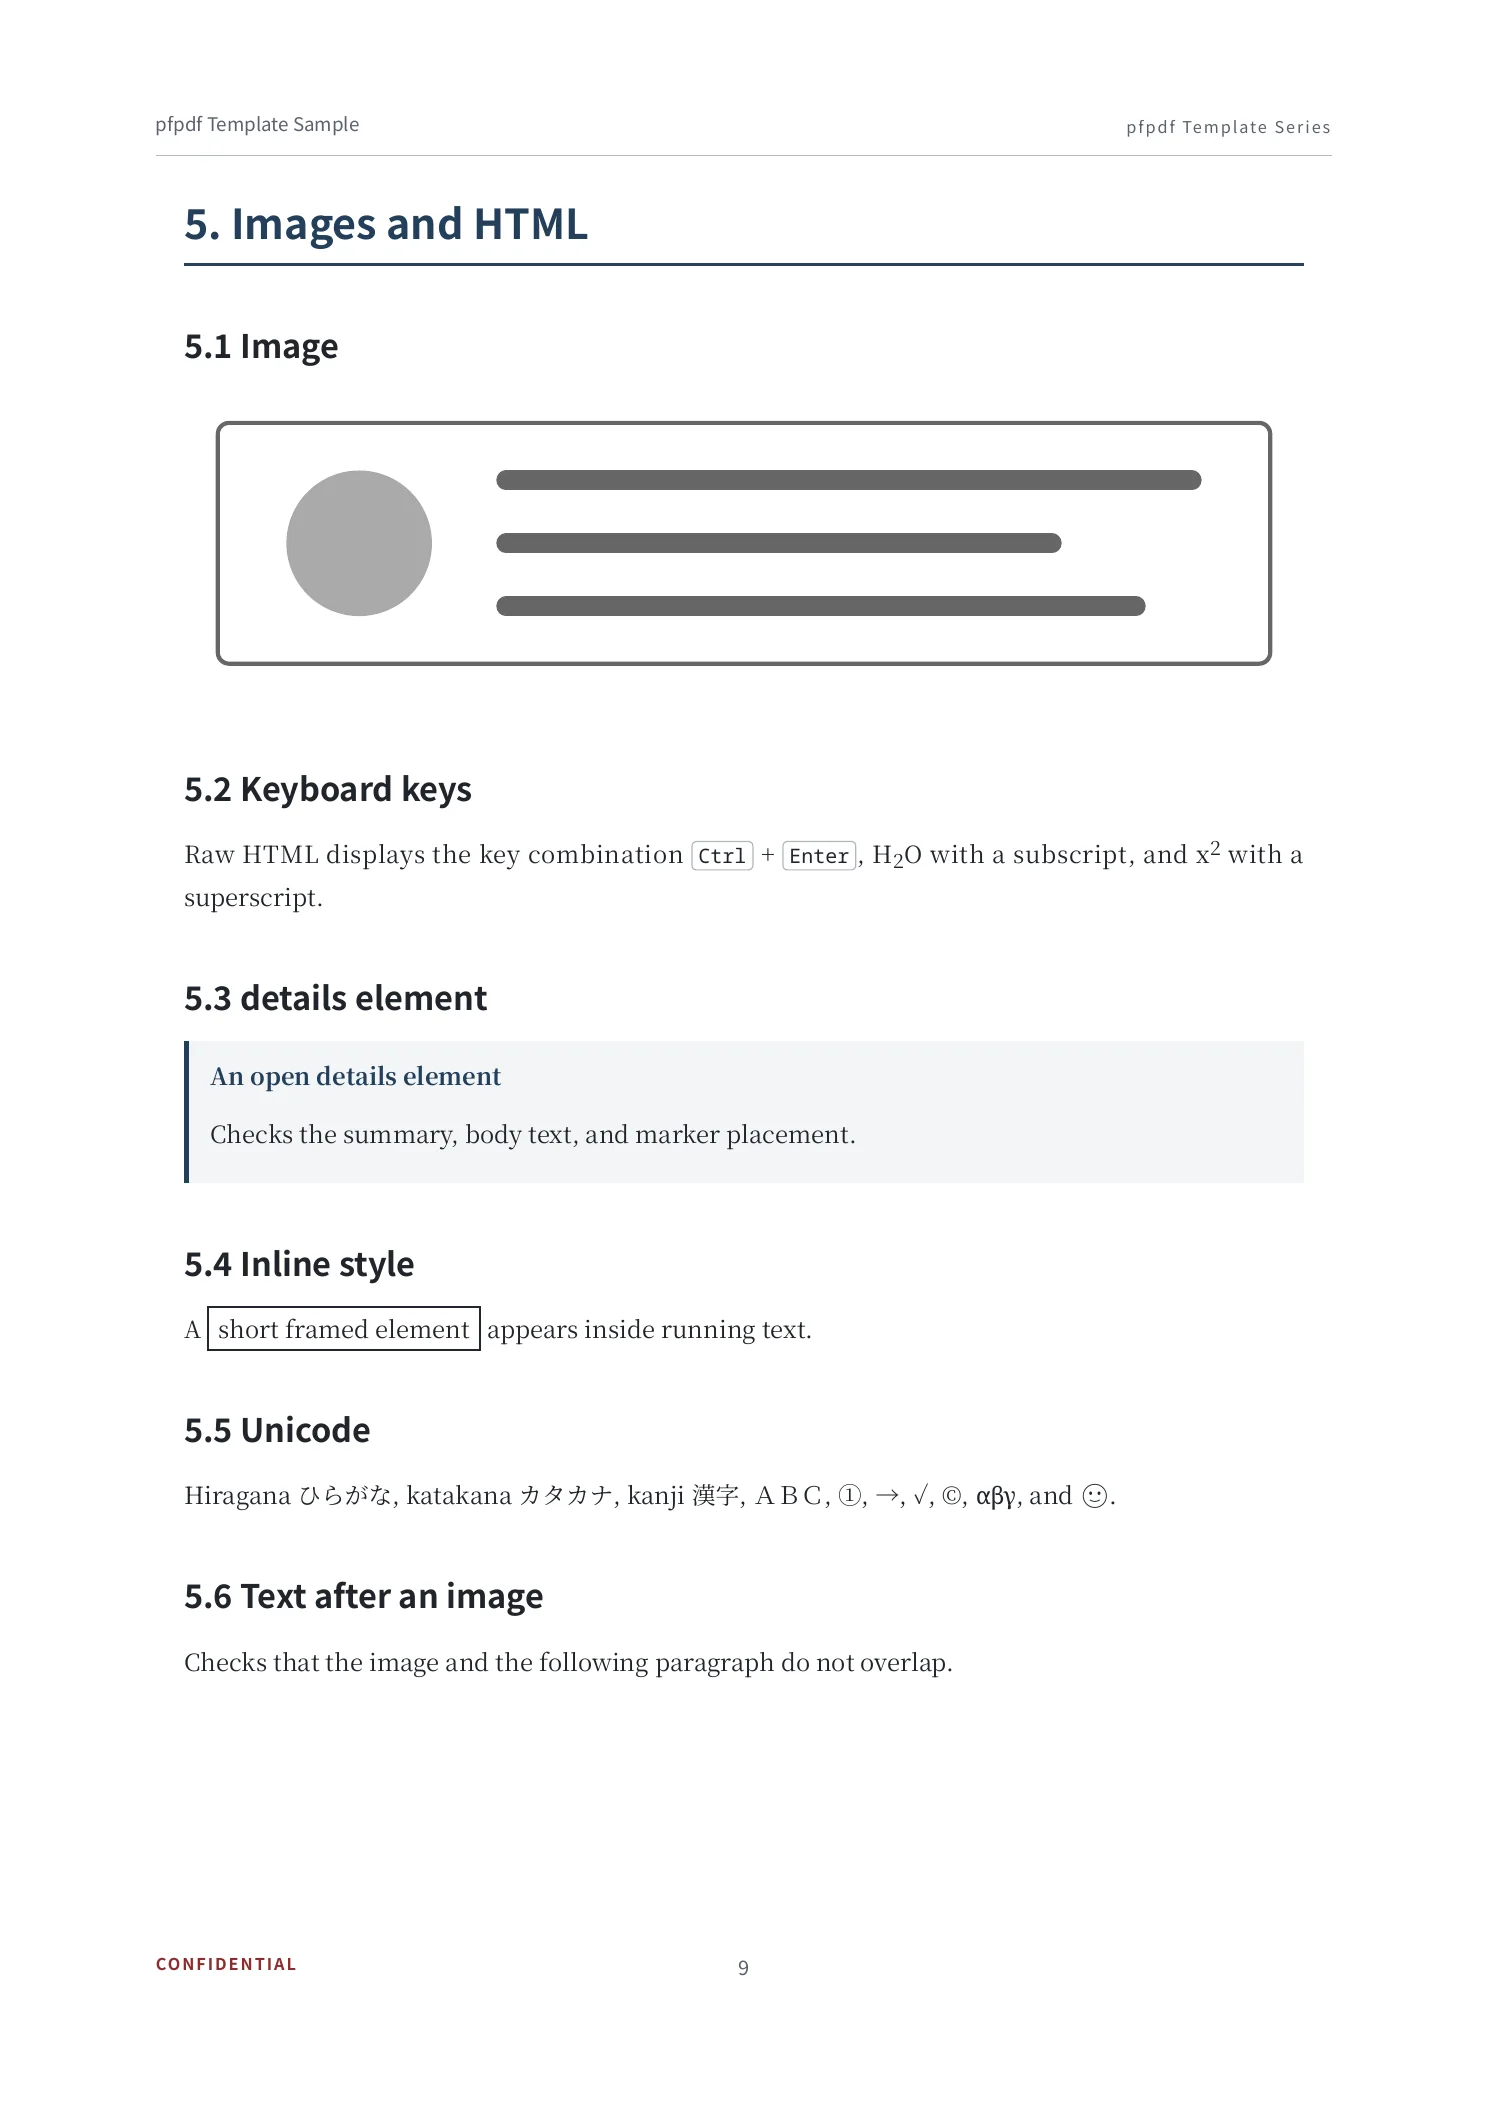 pfpdf Template Sample
pfpdf Template Series
5. Images and HTML
5.1 Image
5.2 Keyboard keys
Raw HTML displays the key combination Ctrl + Enter, H₂O with a subscript, and x² with a
superscript.
5.3 details element
An open details element
Checks the summary, body text, and marker placement.
5.4 Inline style
A short framed element appears inside running text.
5.5 Unicode
Hiragana ひらがな, katakana カタカナ, kanji 漢字, ＡＢＣ, ①, →, ✓, ©, αβγ, and ☺.
5.6 Text after an image
Checks that the image and the following paragraph do not overlap.
CONFIDENTIAL
9